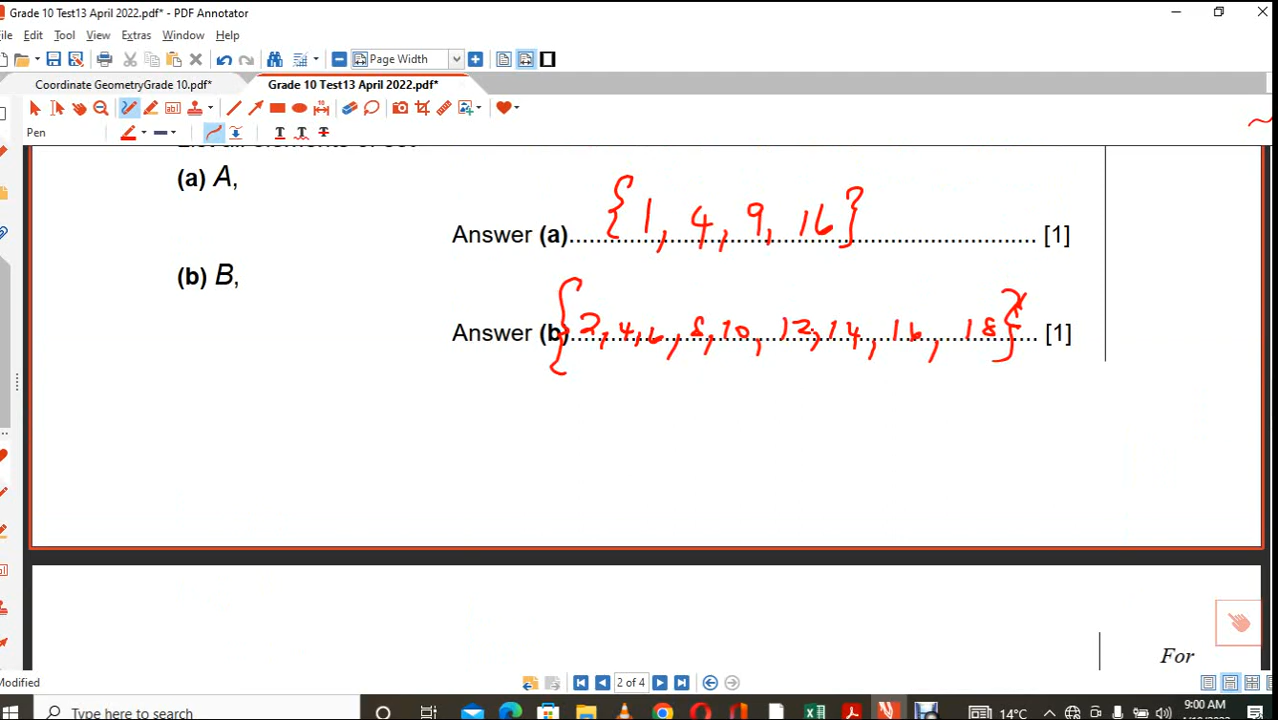 Grade 10 Test13 April 2022.pdf* - PDF Annotator
Edit Tool View Extras Window Help
Page Width
Coordinate GeometryGrade 10.pdf* Grade 10 Test13 April 2022.pdf*
Pen
(a) A,
{1, 4, 9, 16}
Answer (a)........................................................ [1]
(b) B,
{2, 4, 6, 8, 10, 12, 14, 16, 18}
Answer (b)........................................................ [1]
For
2 of 4
Modified
Type here to search
14°C
9:00 AM